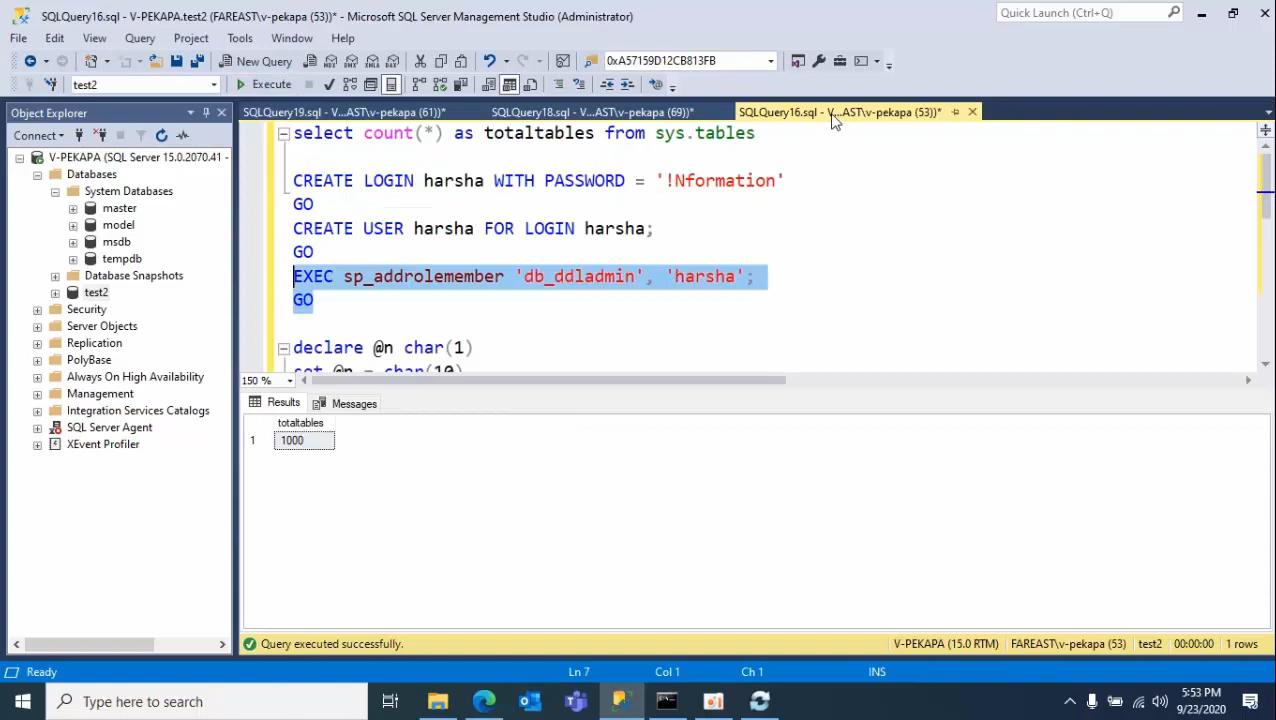 SQLQuery16.sql - V-PEKAPA.test2 (FAREAST\v-pekapa (53))* - Microsoft SQL Server Management Studio (Administrator)
Quick Launch (Ctrl+Q)
File Edit View Query Project Tools Window Help
New Query
MDX DMX XMLA DAX
0xA57159D12CB813FB
test2
Execute
Object Explorer
SQLQuery19.sql - V...AST\v-pekapa (61))*
SQLQuery18.sql - V...AST\v-pekapa (69))*
SQLQuery16.sql - V...AST\v-pekapa (53))*
Connect
V-PEKAPA (SQL Server 15.0.2070.41 -
Databases
System Databases
master
model
msdb
tempdb
Database Snapshots
test2
Security
Server Objects
Replication
PolyBase
Always On High Availability
Management
Integration Services Catalogs
SQL Server Agent
XEvent Profiler
select count(*) as totaltables from sys.tables
CREATE LOGIN harsha WITH PASSWORD = '!Nformation'
GO
CREATE USER harsha FOR LOGIN harsha;
GO
EXEC sp_addrolemember 'db_ddladmin', 'harsha';
GO
declare @n char(1)
set @n = char(10)
150 %
Results Messages
totaltables
1 1000
Query executed successfully.
V-PEKAPA (15.0 RTM) FAREAST\v-pekapa (53) test2 00:00:00 1 rows
Ready Ln 7 Col 1 Ch 1 INS
Type here to search
5:53 PM
9/23/2020